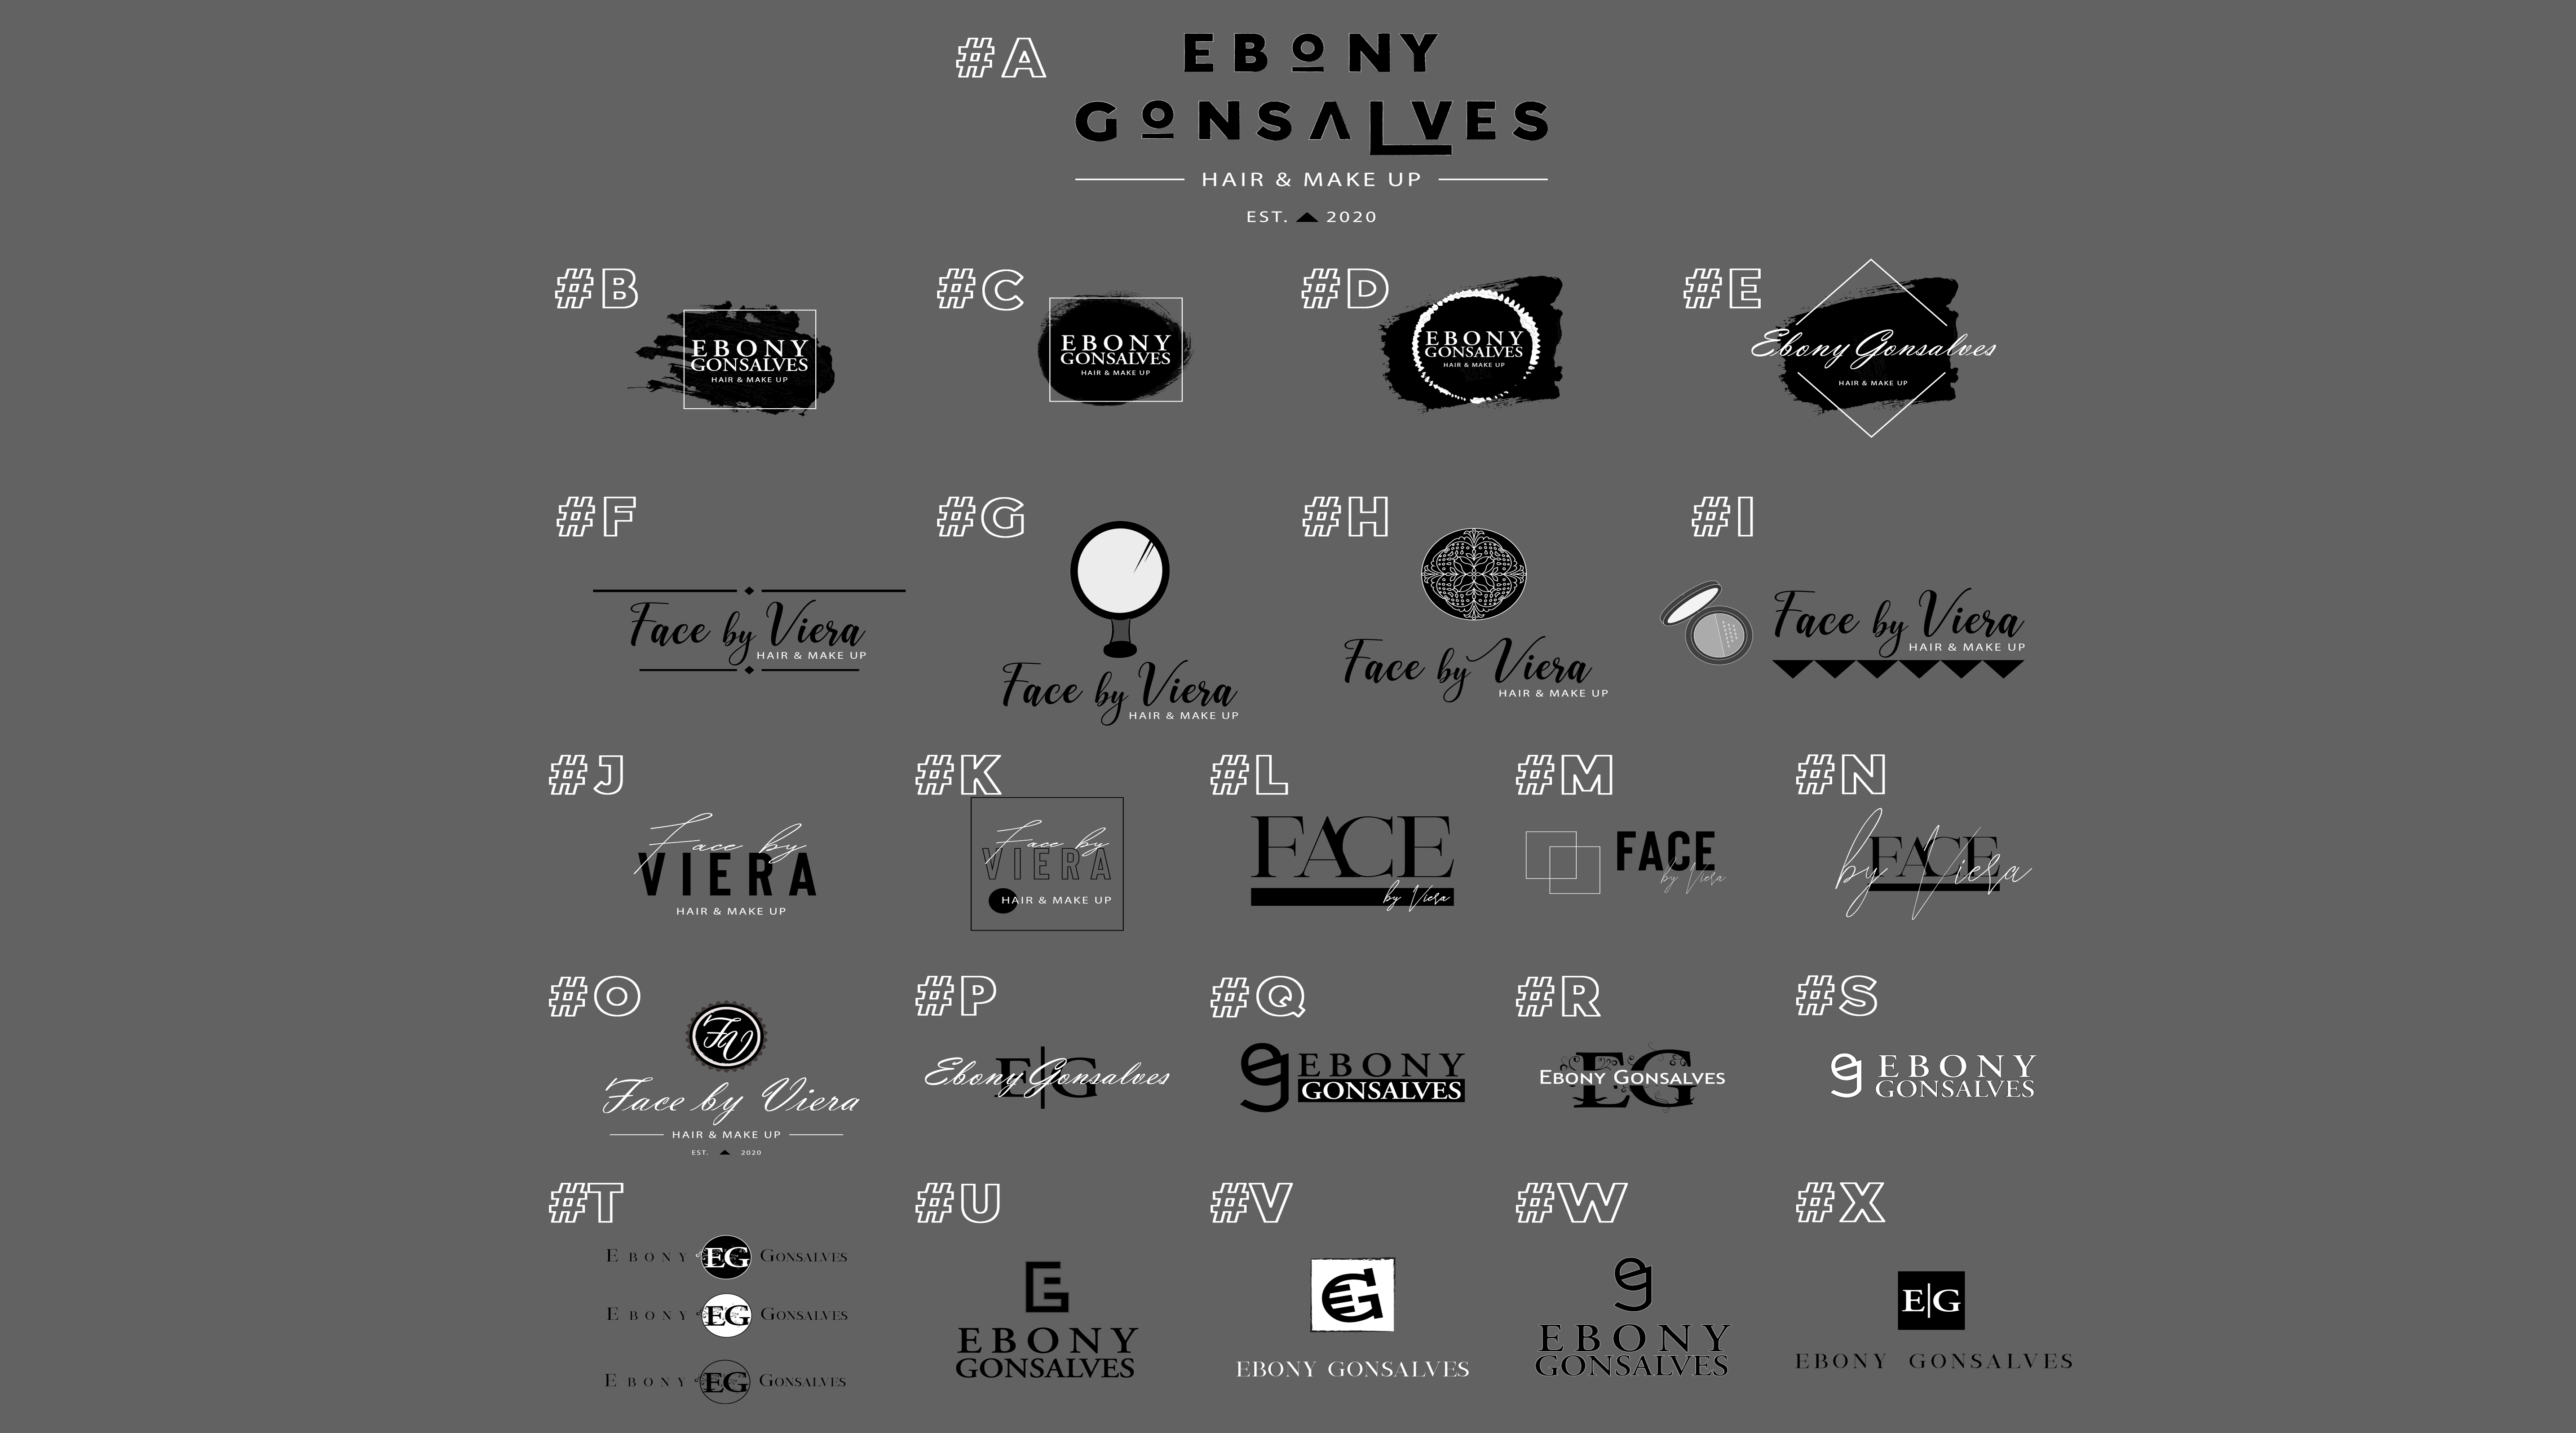 #A
EBONY
GONSALVES
HAIR & MAKE UP
EST. 2020
#B
EBONY
GONSALVES
HAIR & MAKE UP
#C
EBONY
GONSALVES
HAIR & MAKE UP
#D
EBONY
GONSALVES
HAIR & MAKE UP
#E
Ebony Gonsalves
HAIR & MAKE UP
#F
Face by Viera
HAIR & MAKE UP
#G
Face by Viera
HAIR & MAKE UP
#H
Face by Viera
HAIR & MAKE UP
#I
Face by Viera
HAIR & MAKE UP
#J
Face by
VIERA
HAIR & MAKE UP
#K
Face by
VIERA
HAIR & MAKE UP
#L
FACE
by Viera
#M
FACE
by Viera
#N
FACE
by Viera
#O
FV
Face by Viera
HAIR & MAKE UP
EST. 2020
#P
E|G
Ebony Gonsalves
#Q
eg EBONY
GONSALVES
#R
EG
EBONY GONSALVES
#S
eg EBONY
GONSALVES
#T
EBONY EG GONSALVES
EBONY EG GONSALVES
EBONY EG GONSALVES
#U
EG
EBONY
GONSALVES
#V
EG
EBONY GONSALVES
#W
eg
EBONY
GONSALVES
#X
E|G
EBONY GONSALVES